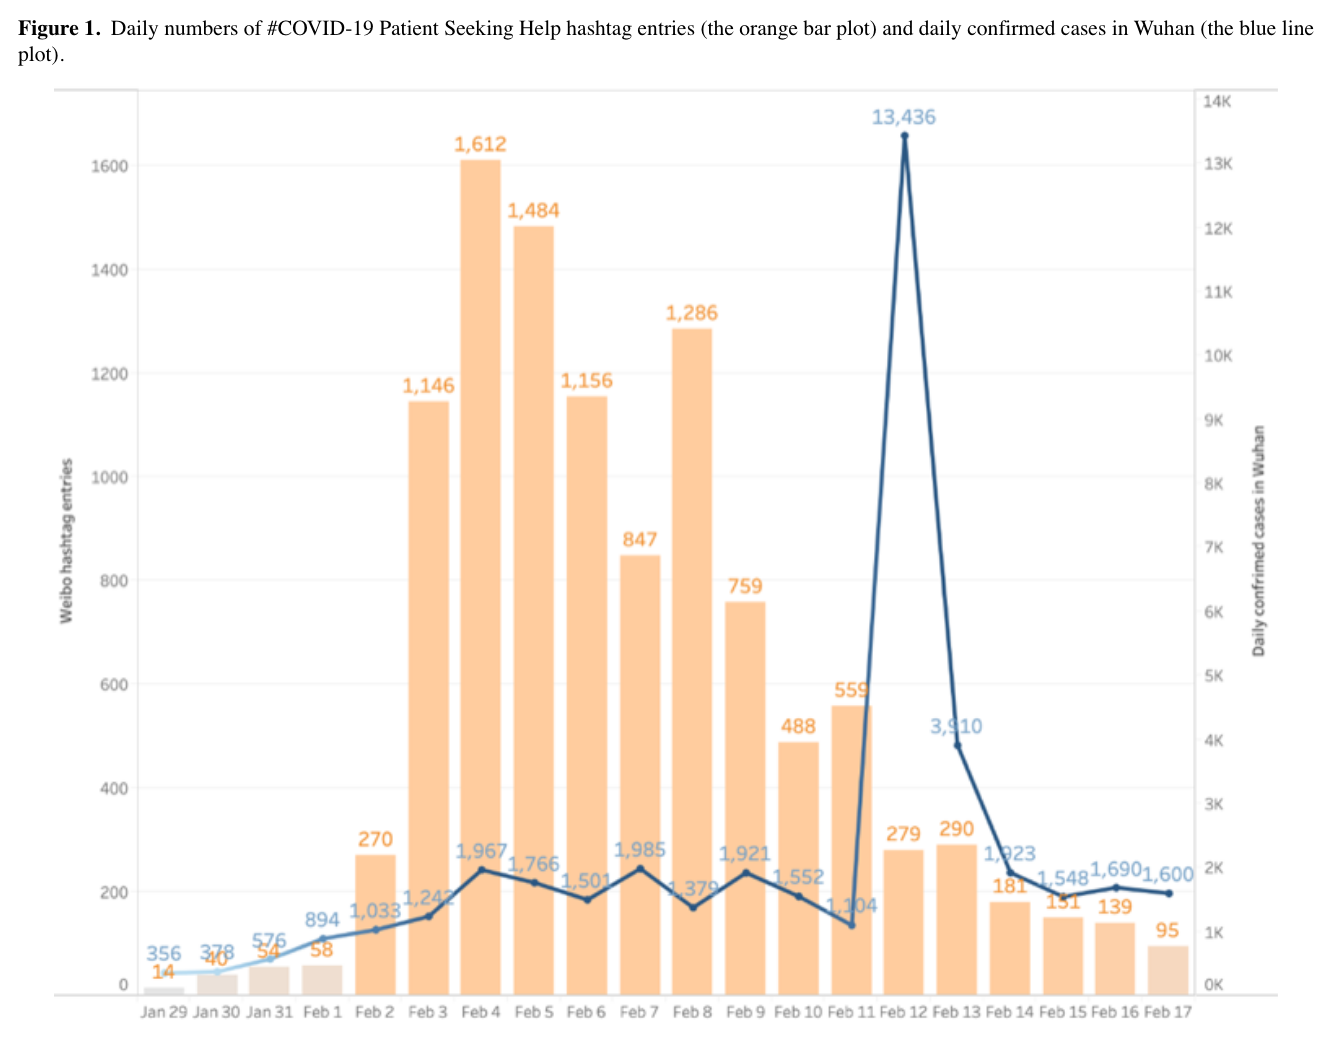 Figure 1. Daily numbers of #COVID-19 Patient Seeking Help hashtag entries (the orange bar plot) and daily confirmed cases in Wuhan (the blue line
plot).
13,436
14K
1,612
1600
13K
1,484
12K
1400
11K
1,286
10K
1200
1,146
1,156
9K
Weibo hashtag entries
Daily confrimed cases in Wuhan
1000
8K
847
7K
800
759
6K
600
559
5K
488
3,910
4K
400
3K
270
279
290
1,967
1,766
1,501
1,985
1,379
1,921
1,552
1,104
1,923
1,548
1,690
1,600
2K
200
181
151
139
95
356
378
576
894
1,033
1,242
1K
14
40
54
58
0
0K
Jan 29 Jan 30 Jan 31 Feb 1 Feb 2 Feb 3 Feb 4 Feb 5 Feb 6 Feb 7 Feb 8 Feb 9 Feb 10 Feb 11 Feb 12 Feb 13 Feb 14 Feb 15 Feb 16 Feb 17